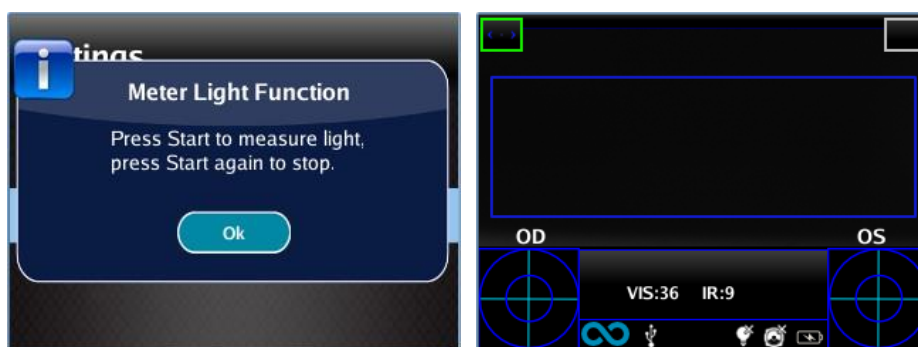 tings
Meter Light Function
Press Start to measure light,
press Start again to stop.
Ok
OD
OS
VIS:36 IR:9